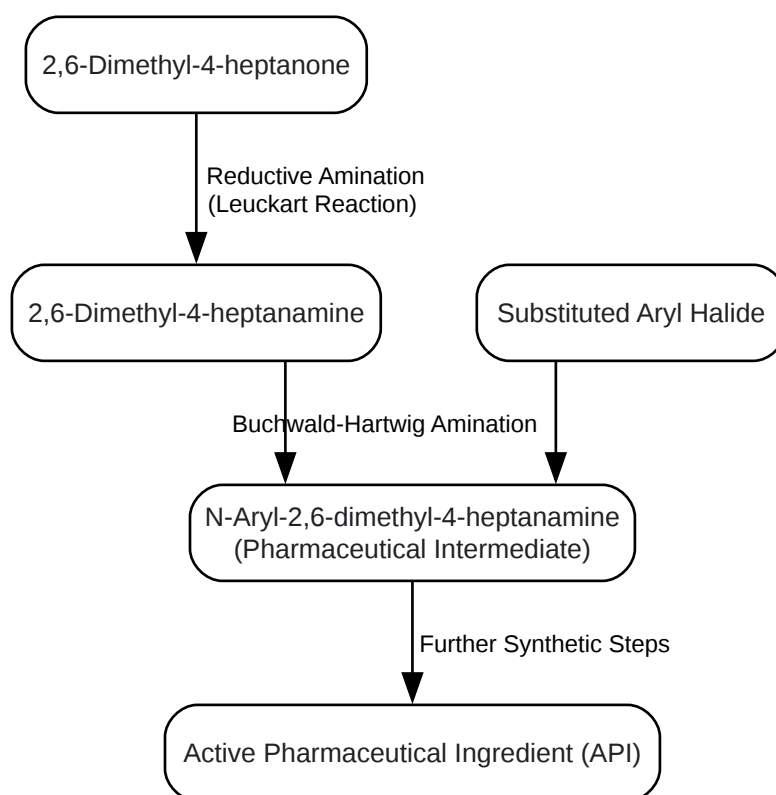 2,6-Dimethyl-4-heptanone
Reductive Amination
(Leuckart Reaction)
2,6-Dimethyl-4-heptanamine
Substituted Aryl Halide
Buchwald-Hartwig Amination
N-Aryl-2,6-dimethyl-4-heptanamine
(Pharmaceutical Intermediate)
Further Synthetic Steps
Active Pharmaceutical Ingredient (API)